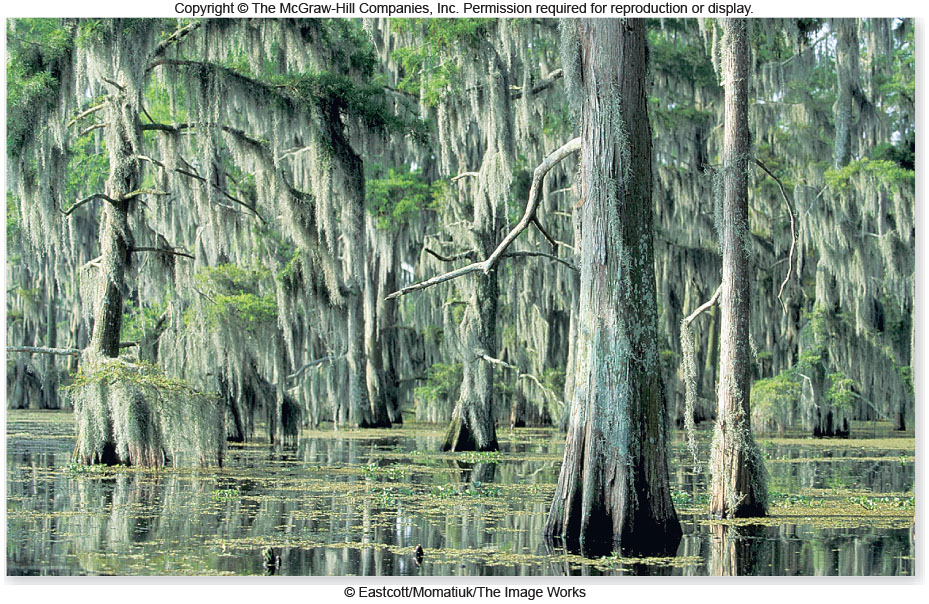 Copyright © The McGraw-Hill Companies, Inc. Permission required for reproduction or display.
© Eastcott/Momatiuk/The Image Works